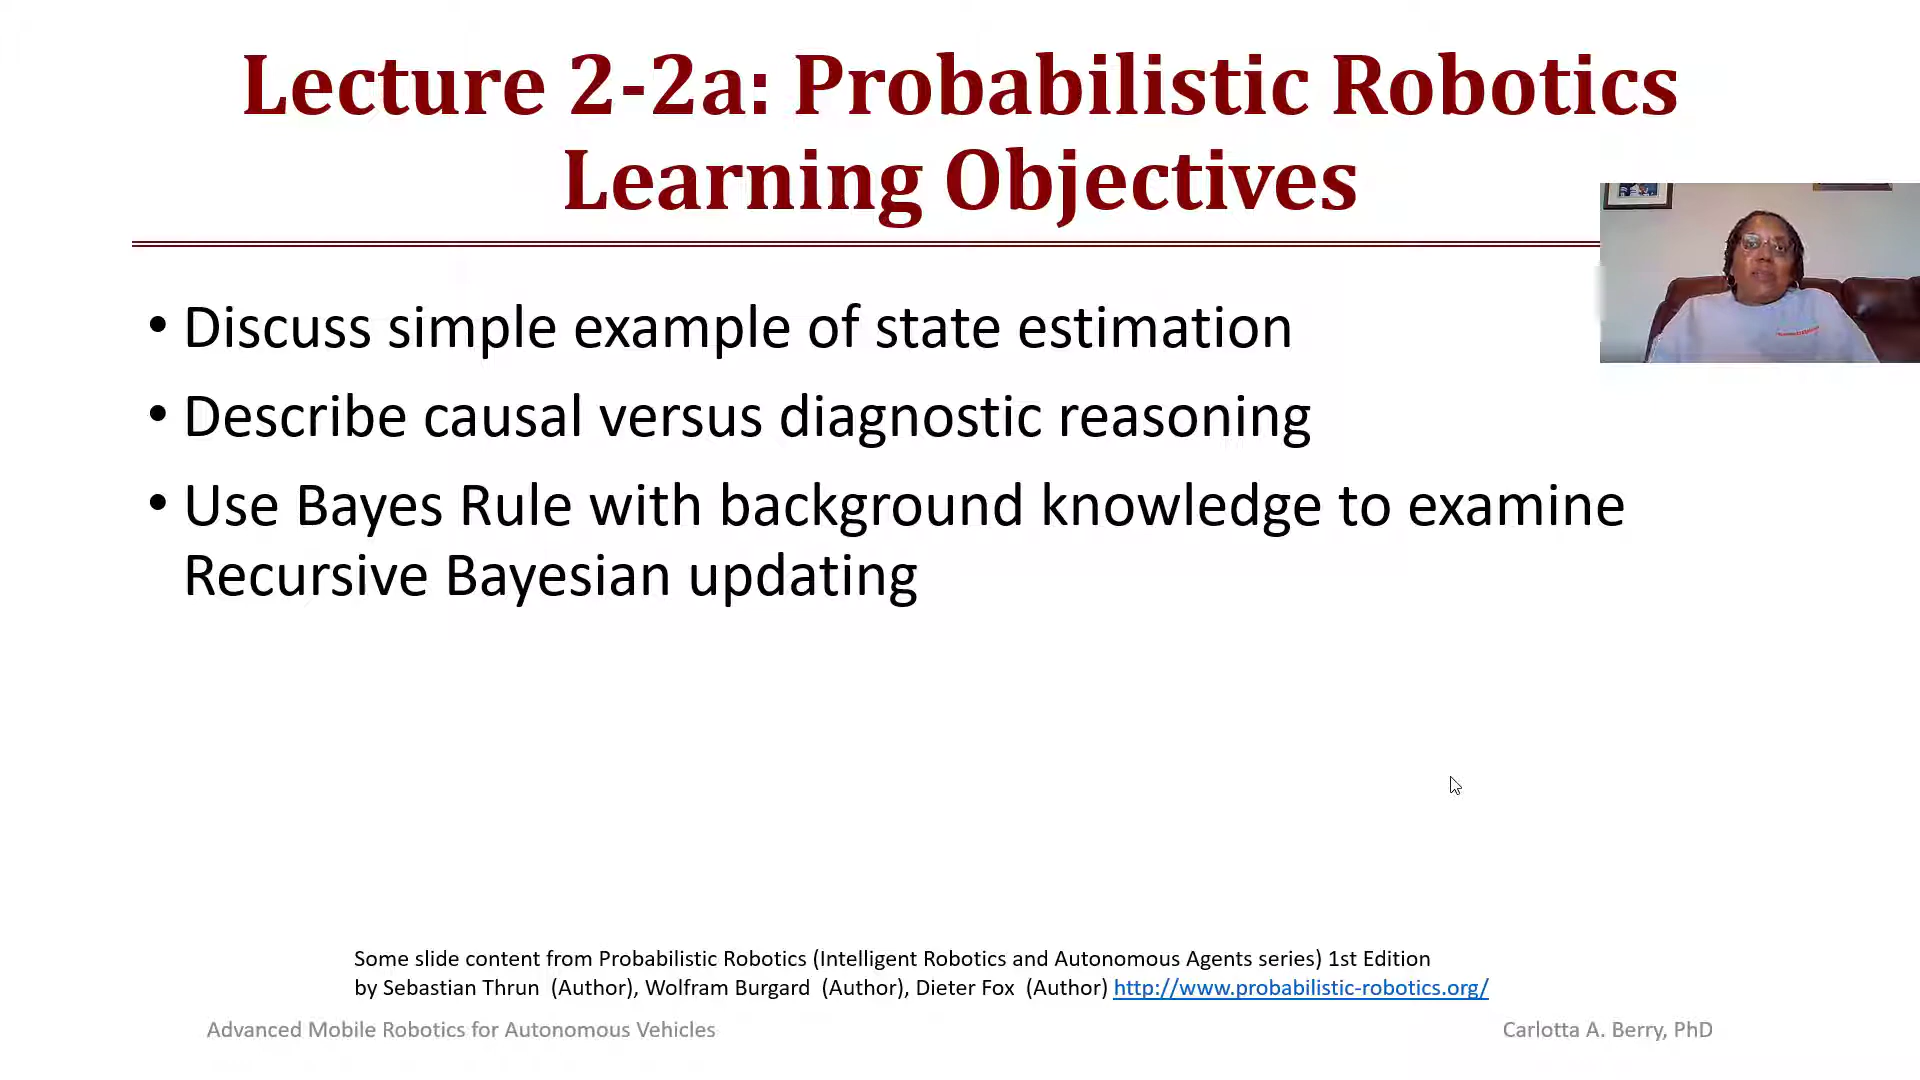 Lecture 2-2a: Probabilistic Robotics
Learning Objectives
• Discuss simple example of state estimation
• Describe causal versus diagnostic reasoning
• Use Bayes Rule with background knowledge to examine
Recursive Bayesian updating
Some slide content from Probabilistic Robotics (Intelligent Robotics and Autonomous Agents series) 1st Edition
by Sebastian Thrun (Author), Wolfram Burgard (Author), Dieter Fox (Author) http://www.probabilistic-robotics.org/
Advanced Mobile Robotics for Autonomous Vehicles
Carlotta A. Berry, PhD